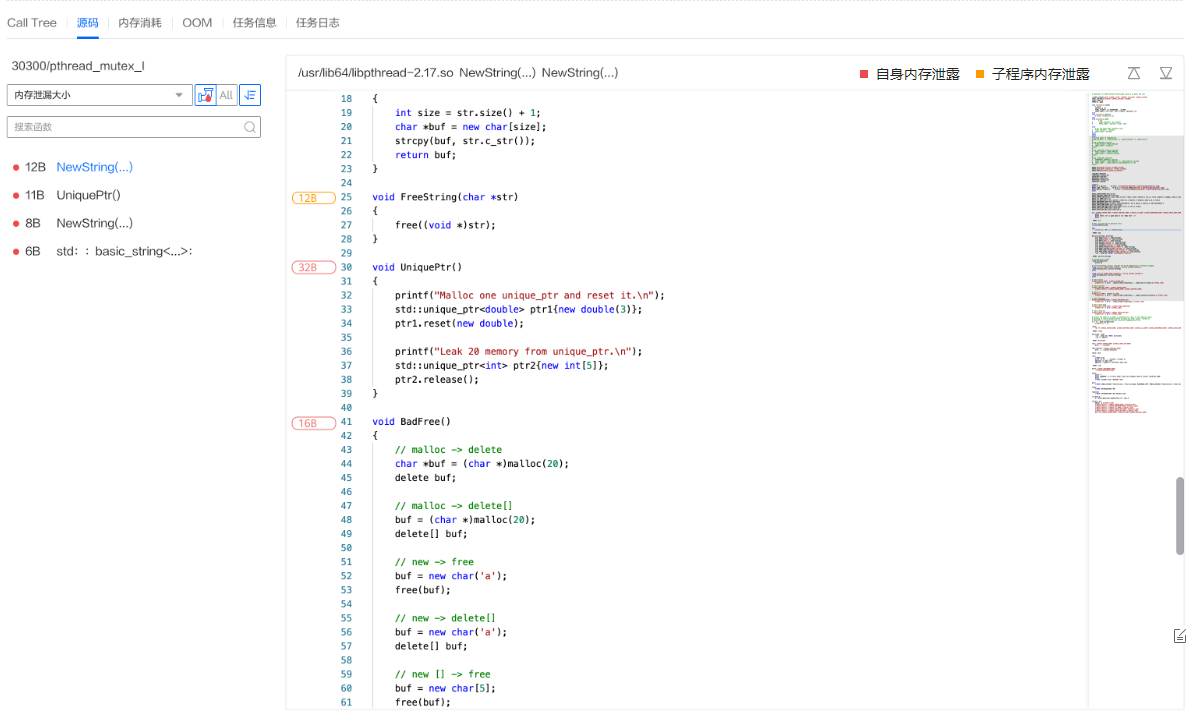 Call Tree 源码 内存消耗 OOM 任务信息 任务日志
30300/pthread_mutex_l
内存泄漏大小 All
搜索函数
12B NewString(...)
11B UniquePtr()
8B NewString(...)
6B std: : basic_string<...>:
/usr/lib64/libpthread-2.17.so NewString(...) NewString(...) 自身内存泄露 子程序内存泄露
18 {
19 int size = str.size() + 1;
20 char *buf = new char[size];
21 strcpy(buf, str.c_str());
22 return buf;
23 }
24
12B 25 void FreeString(char *str)
26 {
27 free((void *)str);
28 }
29
32B 30 void UniquePtr()
31 {
32 printf("Malloc one unique_ptr and reset it.\n");
33 std::unique_ptr<double> ptr1{new double(3)};
34 ptr1.reset(new double);
35
36 printf("Leak 20 memory from unique_ptr.\n");
37 std::unique_ptr<int> ptr2{new int[5]};
38 ptr2.release();
39 }
40
16B 41 void BadFree()
42 {
43 // malloc -> delete
44 char *buf = (char *)malloc(20);
45 delete buf;
46
47 // malloc -> delete[]
48 buf = (char *)malloc(20);
49 delete[] buf;
50
51 // new -> free
52 buf = new char('a');
53 free(buf);
54
55 // new -> delete[]
56 buf = new char('a');
57 delete[] buf;
58
59 // new [] -> free
60 buf = new char[5];
61 free(buf);